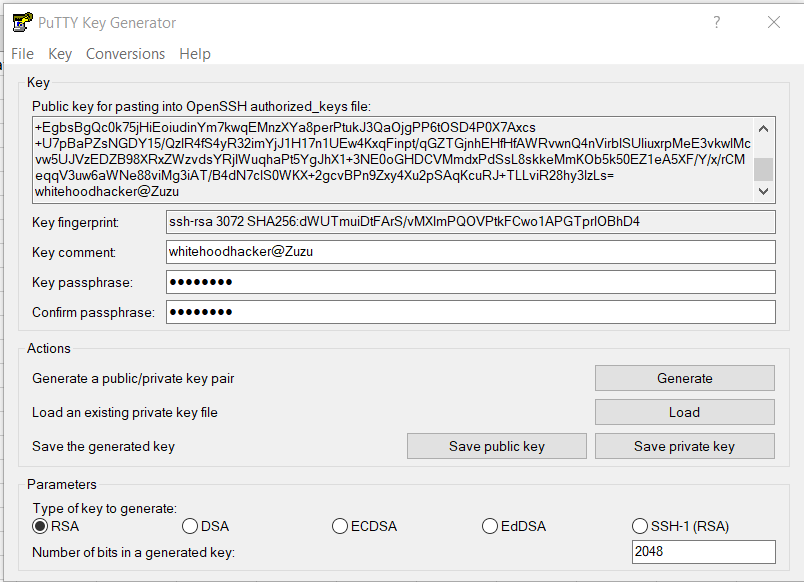 PuTTY Key Generator
?
File Key Conversions Help
Key
Public key for pasting into OpenSSH authorized_keys file:
+EgbsBgQc0k75jHiEoiudinYm7kwqEMnzXYa8perPtukJ3QaOjgPP6tOSD4P0X7Axcs
+U7pBaPZsNGDY15/QzlR4fS4yR32imYjJ1H17n1UEw4KxqFinpt/qGZTGjnhEHfHfAWRvwnQ4nVirblSUliuxrpMeE3vkwlMc
vw5UJVzEDZB98XRxZWzvdsYRjlWuqhaPt5YgJhX1+3NE0oGHDCVMmdxPdSsL8skkeMmKOb5k50EZ1eA5XF/Y/x/rCM
eqqV3uw6aWNe88viMg3iAT/B4dN7clS0WKX+2gcvBPn9Zxy4Xu2pSAqKcuRJ+TLLviR28hy3lzLs=
whitehoodhacker@Zuzu
Key fingerprint: ssh-rsa 3072 SHA256:dWUTmuiDtFArS/vMXlmPQOVPtkFCwo1APGTprlOBhD4
Key comment: whitehoodhacker@Zuzu
Key passphrase: ●●●●●●●●
Confirm passphrase: ●●●●●●●●
Actions
Generate a public/private key pair Generate
Load an existing private key file Load
Save the generated key Save public key Save private key
Parameters
Type of key to generate:
RSA DSA ECDSA EdDSA SSH-1 (RSA)
Number of bits in a generated key: 2048